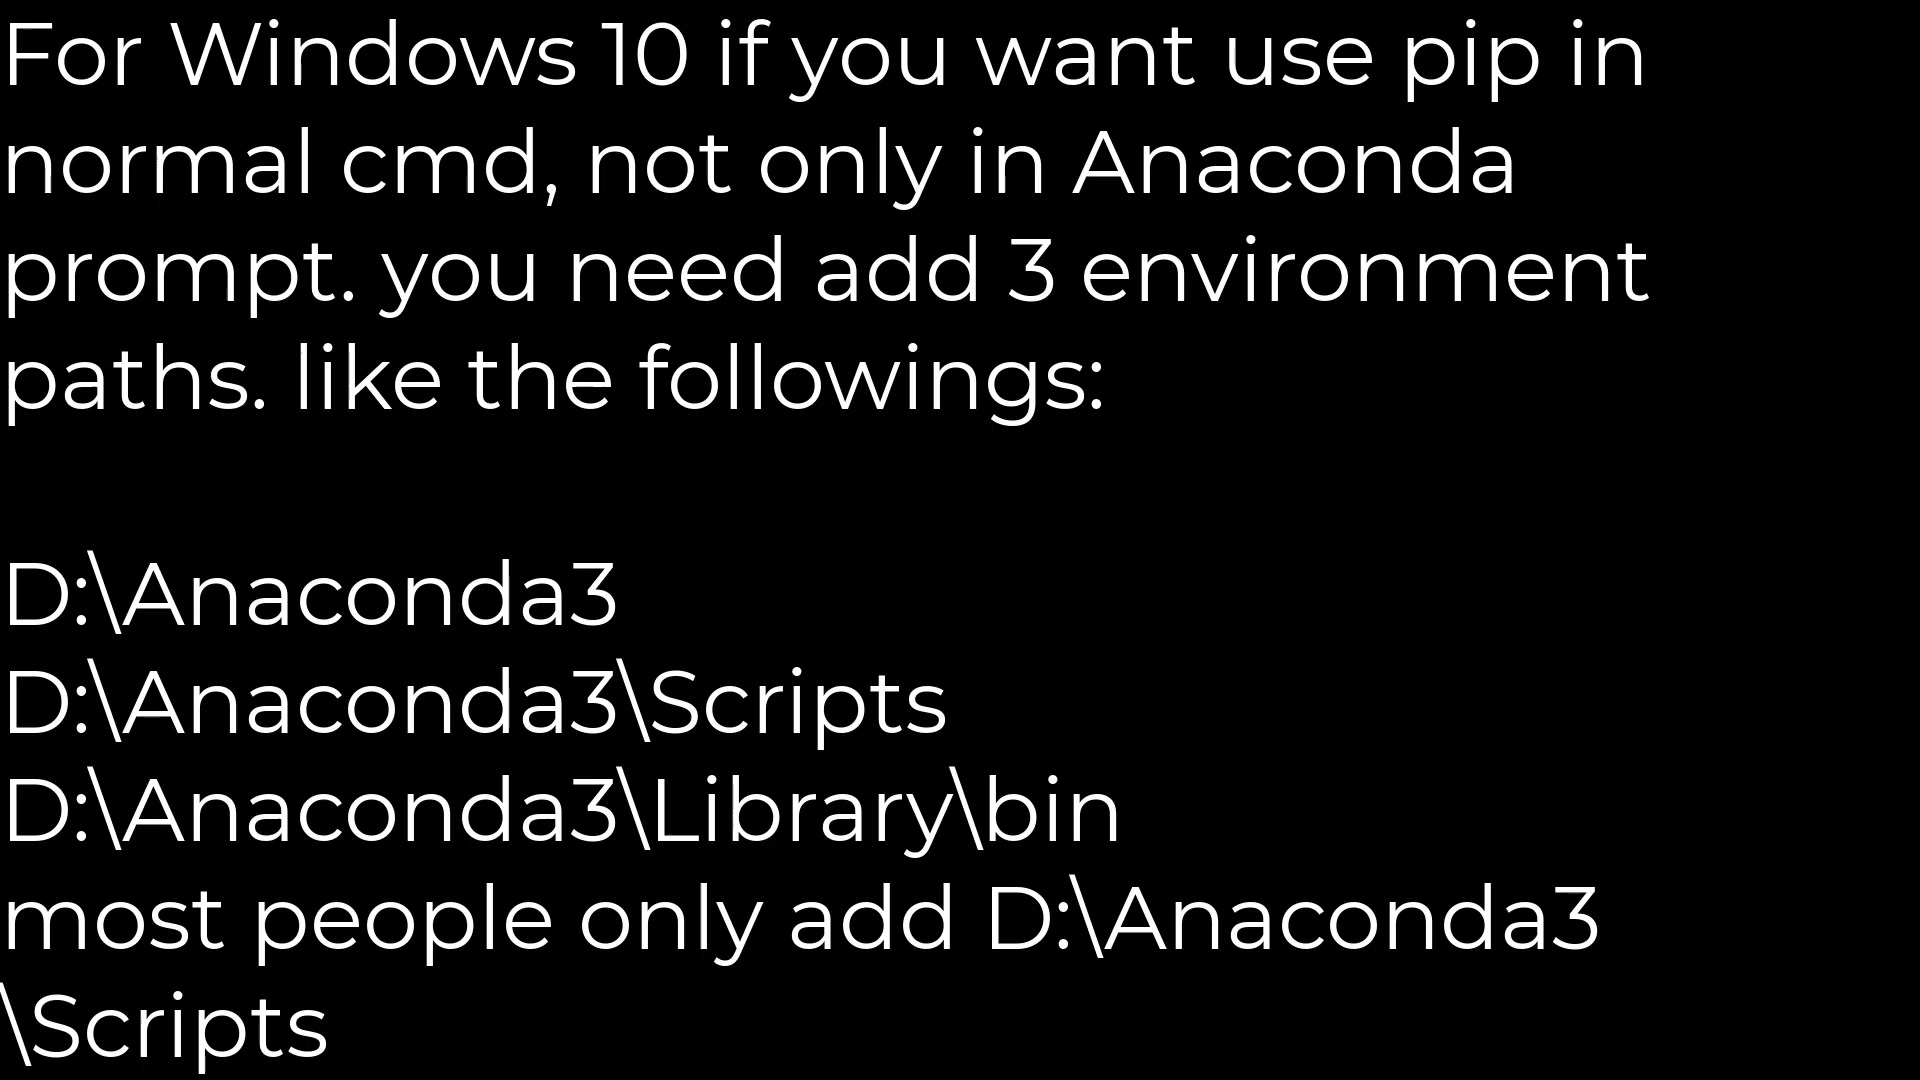 For Windows 10 if you want use pip in
normal cmd, not only in Anaconda
prompt. you need add 3 environment
paths. like the followings:
D:\Anaconda3
D:\Anaconda3\Scripts
D:\Anaconda3\Library\bin
most people only add D:\Anaconda3
\Scripts